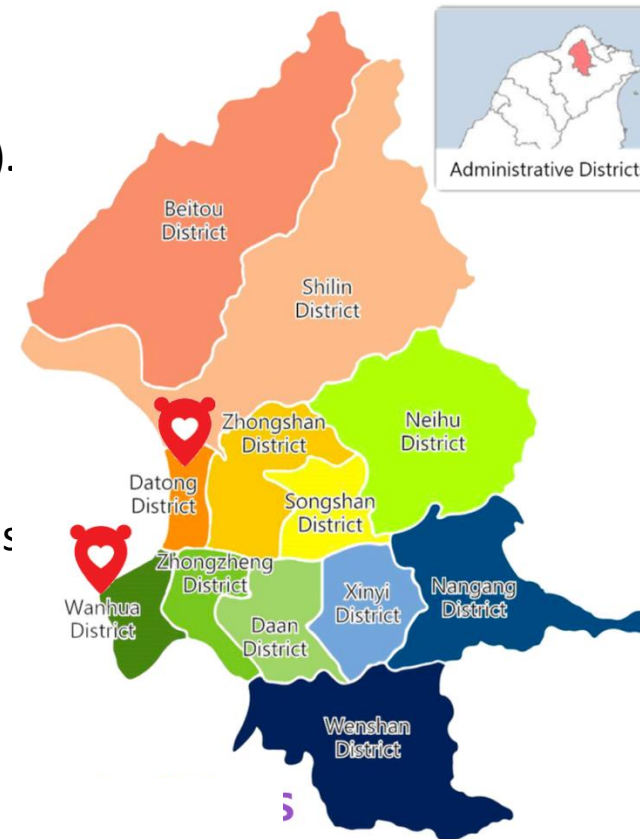 ).
Administrative District
Beitou
District
Shilin
District
Zhongshan
District
Neihu
District
Datong
District
Songshan
District
s
Zhongzheng
District
Xinyi
District
Nangang
District
Wanhua
District
Daan
District
Wenshan
District
s